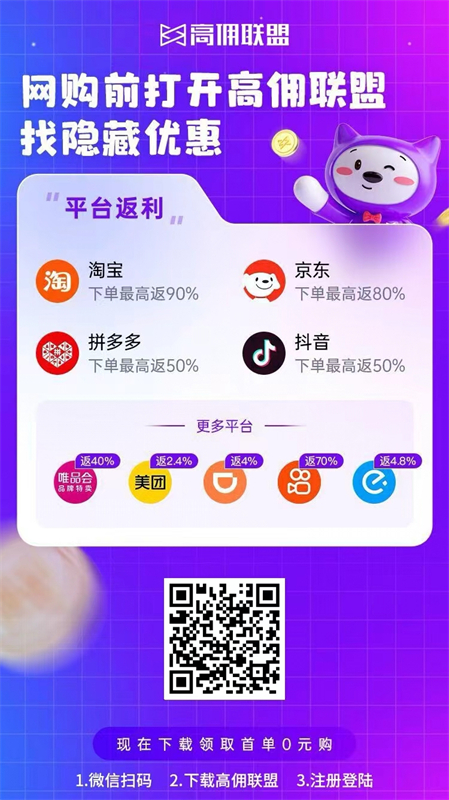 高佣联盟
网购前打开高佣联盟
找隐藏优惠
平台返利
淘宝
下单最高返90%
京东
下单最高返80%
拼多多
下单最高返50%
抖音
下单最高返50%
更多平台
返40%
返2.4%
返4%
返70%
返4.8%
淘
拼
唯品会
品牌特卖
美团
现在下载领取首单0元购
1.微信扫码 2.下载高佣联盟 3.注册登陆